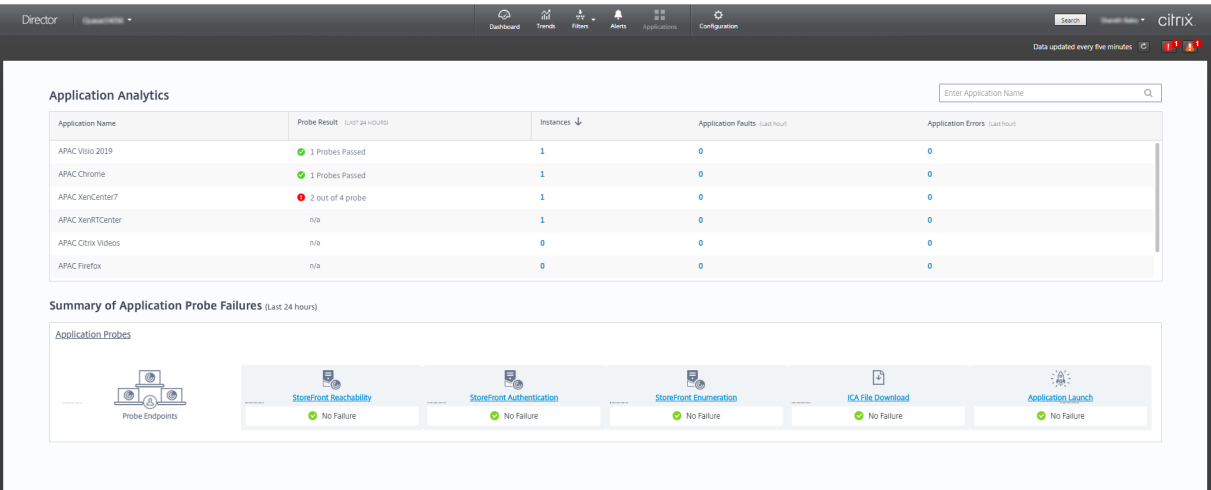 Director
Dashboard Trends Filters Alerts Applications Configuration
Search
citrix
Data updated every five minutes
1 1
Application Analytics
Enter Application Name
Application Name Probe Result (LAST 24 HOURS) Instances Application Faults (Last hour) Application Errors (Last hour)
APAC Visio 2019 1 Probes Passed 1 0 0
APAC Chrome 1 Probes Passed 1 0 0
APAC XenCenter7 2 out of 4 probe 1 0 0
APAC XenRTCenter n/a 1 0 0
APAC Citrix Videos n/a 0 0 0
APAC Firefox n/a 0 0 0
Summary of Application Probe Failures (Last 24 hours)
Application Probes
Probe Endpoints
StoreFront Reachability StoreFront Authentication StoreFront Enumeration ICA File Download Application Launch
No Failure No Failure No Failure No Failure No Failure